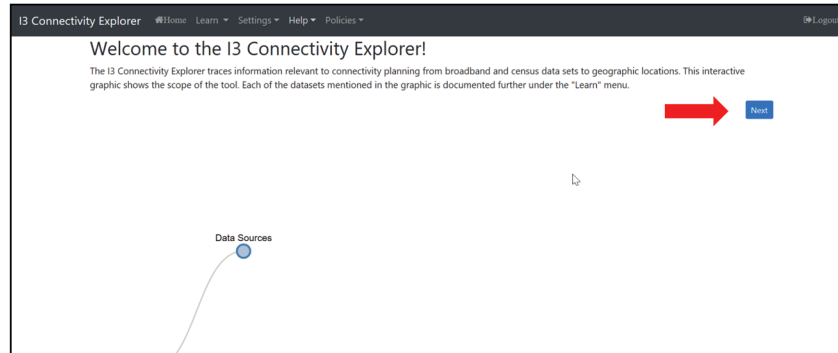 I3 Connectivity Explorer Home Learn Settings Help Policies Logout
Welcome to the I3 Connectivity Explorer!
The I3 Connectivity Explorer traces information relevant to connectivity planning from broadband and census data sets to geographic locations. This interactive
graphic shows the scope of the tool. Each of the datasets mentioned in the graphic is documented further under the "Learn" menu.
Next
Data Sources